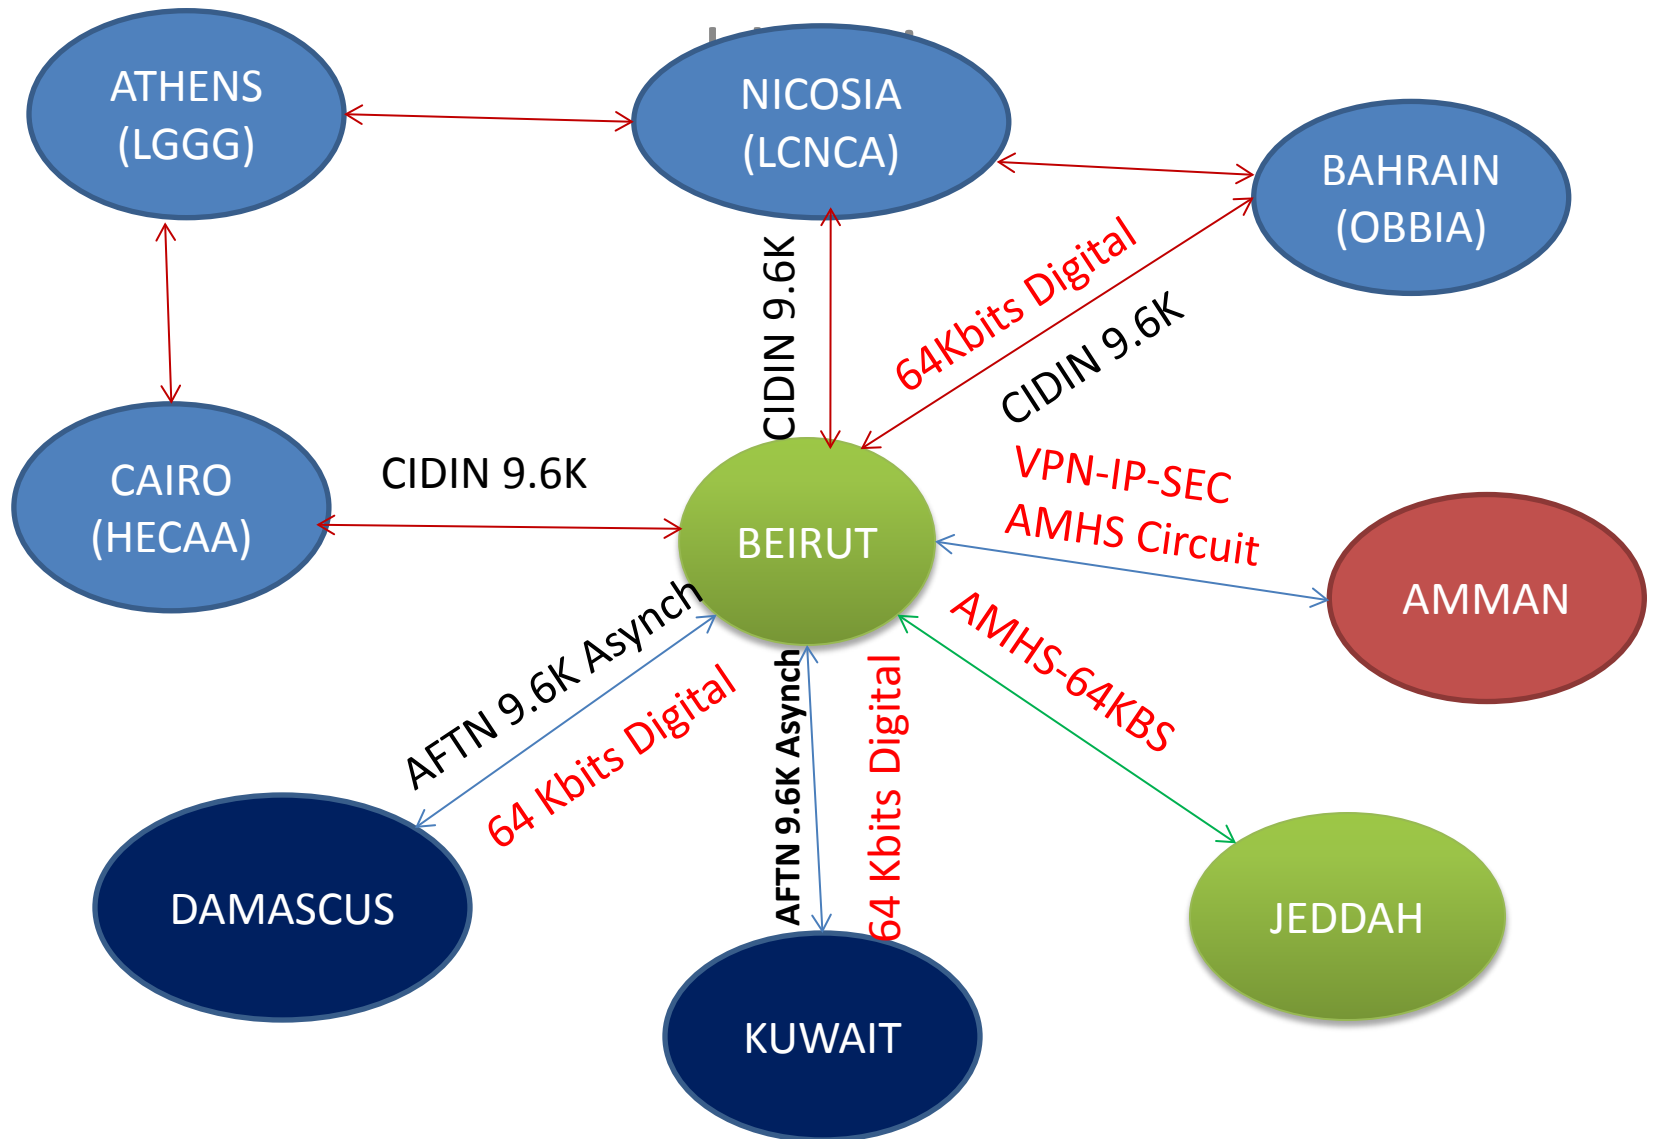 ATHENS
(LGGG)
NICOSIA
(LCNCA)
BAHRAIN
(OBBIA)
CIDIN 9.6K
64Kbits Digital
CIDIN 9.6K
CAIRO
(HECAA)
CIDIN 9.6K
BEIRUT
VPN-IP-SEC
AMHS Circuit
AMMAN
AFTN 9.6K Asynch
64 Kbits Digital
AFTN 9.6K Asynch
64 Kbits Digital
AMHS-64KBS
DAMASCUS
KUWAIT
JEDDAH